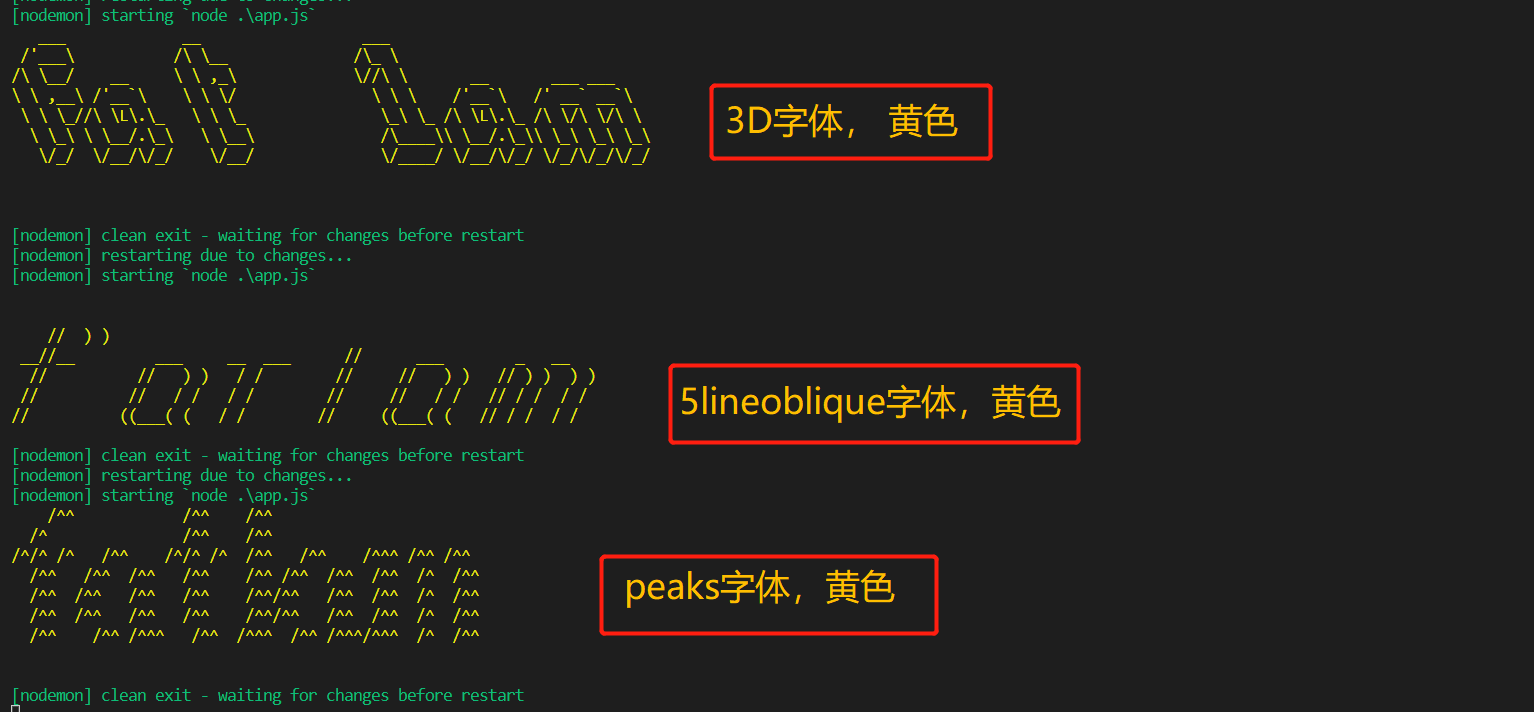 [nodemon] starting `node .\app.js`
fat lam
3D字体， 黄色
[nodemon] clean exit - waiting for changes before restart
[nodemon] restarting due to changes...
[nodemon] starting `node .\app.js`
5lineoblique字体，黄色
[nodemon] clean exit - waiting for changes before restart
[nodemon] restarting due to changes...
[nodemon] starting `node .\app.js`
peaks字体，黄色
[nodemon] clean exit - waiting for changes before restart